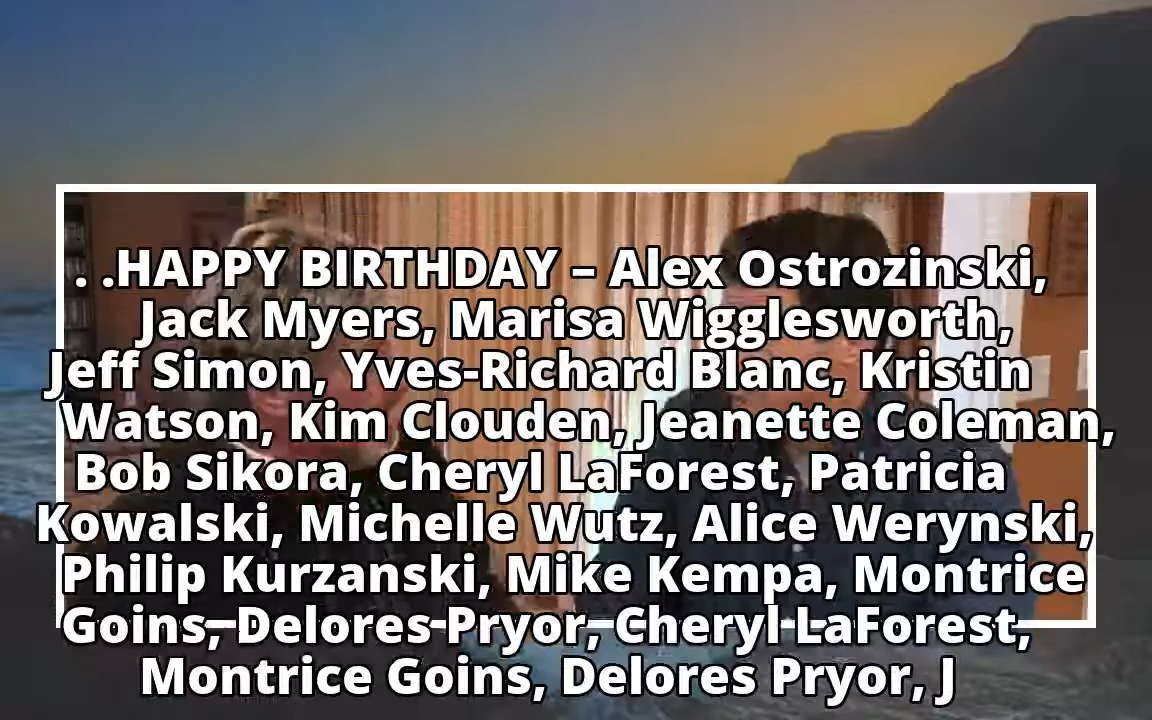 . .HAPPY BIRTHDAY – Alex Ostrozinski,
Jack Myers, Marisa Wigglesworth,
Jeff Simon, Yves-Richard Blanc, Kristin
Watson, Kim Clouden, Jeanette Coleman,
Bob Sikora, Cheryl LaForest, Patricia
Kowalski, Michelle Wutz, Alice Werynski,
Philip Kurzanski, Mike Kempa, Montrice
Goins, Delores Pryor, Cheryl LaForest,
Montrice Goins, Delores Pryor, J